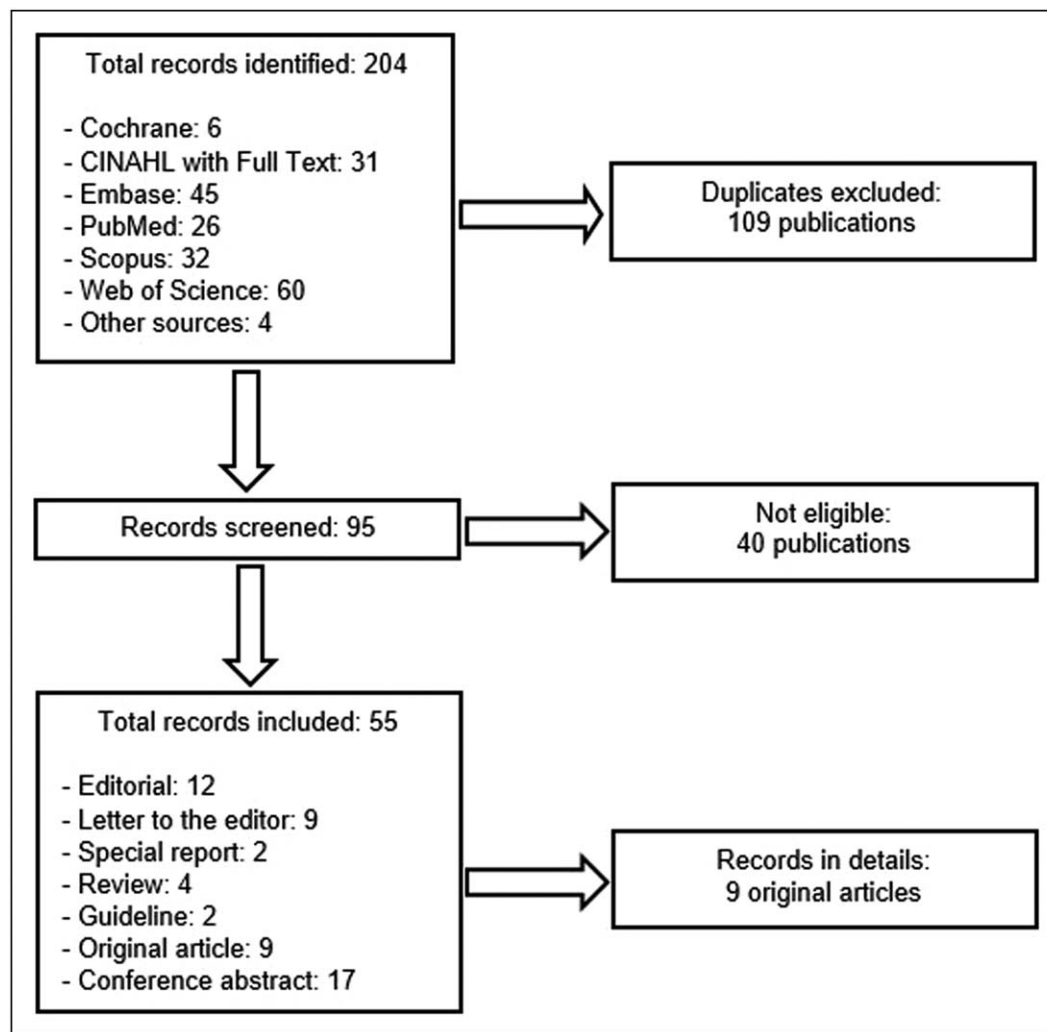 Total records identified: 204
- Cochrane: 6
- CINAHL with Full Text: 31
- Embase: 45
- PubMed: 26
- Scopus: 32
- Web of Science: 60
- Other sources: 4
Duplicates excluded:
109 publications
Records screened: 95
Not eligible:
40 publications
Total records included: 55
- Editorial: 12
- Letter to the editor: 9
- Special report: 2
- Review: 4
- Guideline: 2
- Original article: 9
- Conference abstract: 17
Records in details:
9 original articles